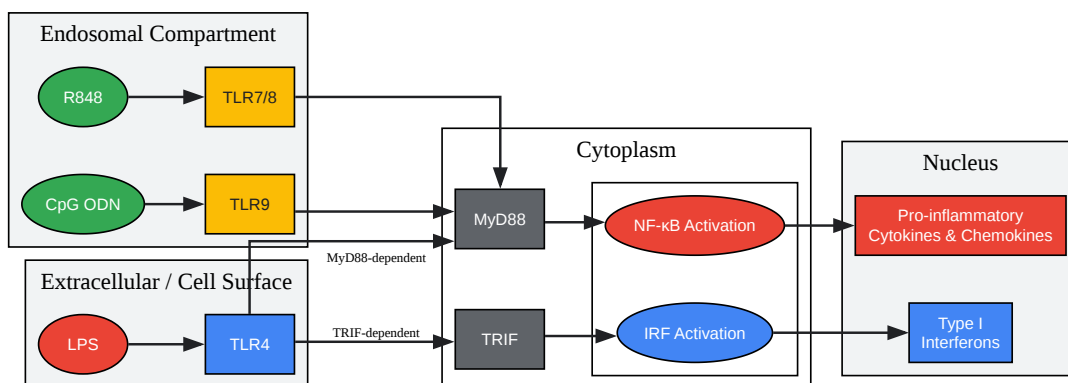 Endosomal Compartment
R848
TLR7/8
CpG ODN
TLR9
Extracellular / Cell Surface
LPS
TLR4
MyD88-dependent
TRIF-dependent
Cytoplasm
MyD88
NF-κB Activation
TRIF
IRF Activation
Nucleus
Pro-inflammatory
Cytokines & Chemokines
Type I
Interferons